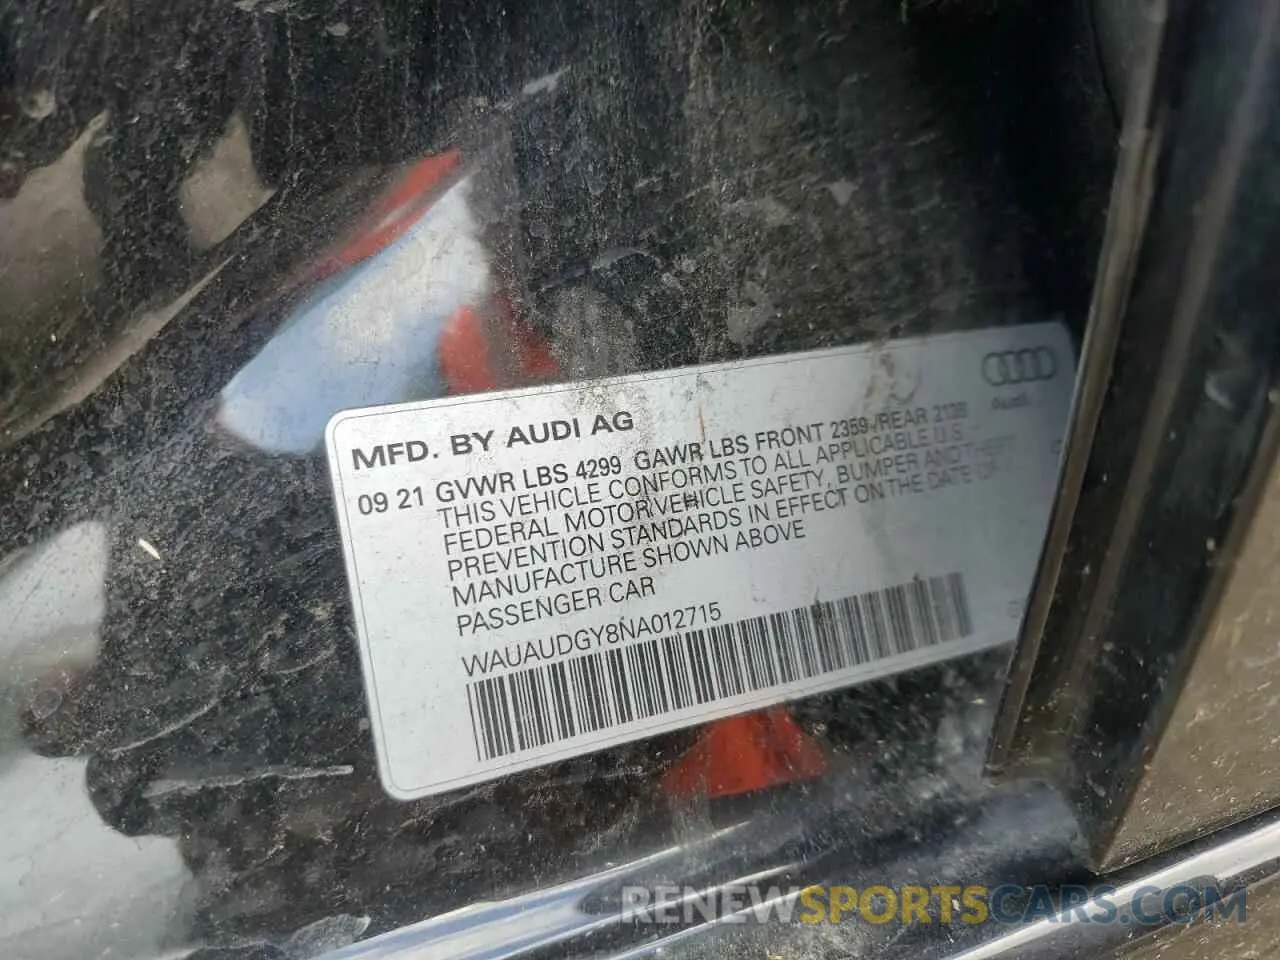 MFD. BY AUDI AG
Audi
09 21 GVWR LBS 4299 GAWR LBS FRONT 2359 /REAR
THIS VEHICLE CONFORMS TO ALL APPLICABLE U.S.
FEDERAL MOTOR VEHICLE SAFETY, BUMPER AND THEFT
PREVENTION STANDARDS IN EFFECT ON THE DATE OF
MANUFACTURE SHOWN ABOVE
PASSENGER CAR
WAUAUDGY8NA012715
RENEWSPORTSCARS.COM